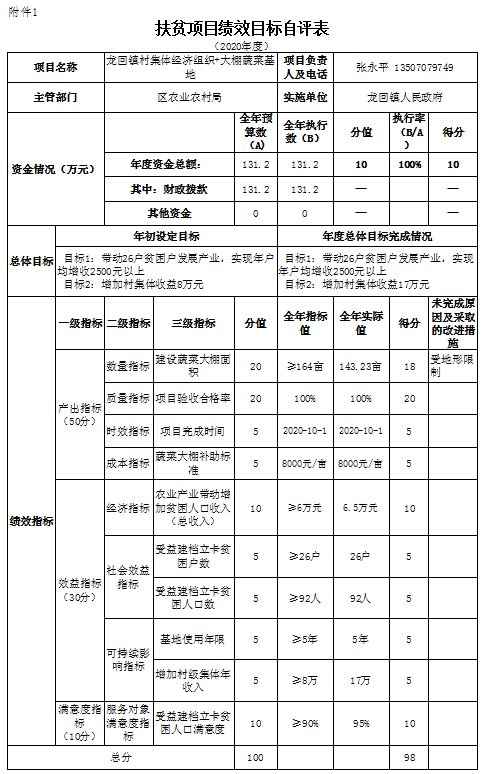 附件1
扶贫项目绩效目标自评表
（2020年度）
项目名称 龙回镇村集体经济组织+大棚蔬菜基地 项目负责人及电话 张永平 13507079749
主管部门 区农业农村局 实施单位 龙回镇人民政府
资金情况（万元） 全年预算数（A） 全年执行数（B） 分值 执行率（B/A） 得分
年度资金总额： 131.2 131.2 10 100% 10
其中：财政拨款 131.2 131.2 — —
其他资金 0 0 — —
总体目标 年初设定目标 年度总体目标完成情况
目标1：带动26户贫困户发展产业，实现年户均增收2500元以上
目标2：增加村集体收益8万元
目标1：带动26户贫困户发展产业，实现年户均增收2500元以上
目标2：增加村集体收益17万元
绩效指标 一级指标 二级指标 三级指标 分值 全年指标值 全年实际值 得分 未完成原因及采取的改进措施
产出指标（50分） 数量指标 建设蔬菜大棚面积 20 ≥164亩 143.23亩 18 受地形限制
质量指标 项目验收合格率 20 100% 100% 20
时效指标 项目完成时间 5 2020-10-1 2020-10-1 5
成本指标 蔬菜大棚补助标准 5 8000元/亩 8000元/亩 5
效益指标（30分） 经济指标 农业产业带动增加贫困人口收入（总收入） 10 ≥6万元 6.5万元 10
社会效益指标 受益建档立卡贫困户数 5 ≥26户 26户 5
受益建档立卡贫困人口数 5 ≥92人 92人 5
可持续影响指标 基地使用年限 5 ≥5年 5年 5
增加村级集体年收入 5 ≥8万 17万 5
满意度指标（10分） 服务对象满意度指标 受益建档立卡贫困人口满意度 10 ≥90% 95% 10
总分 100 98